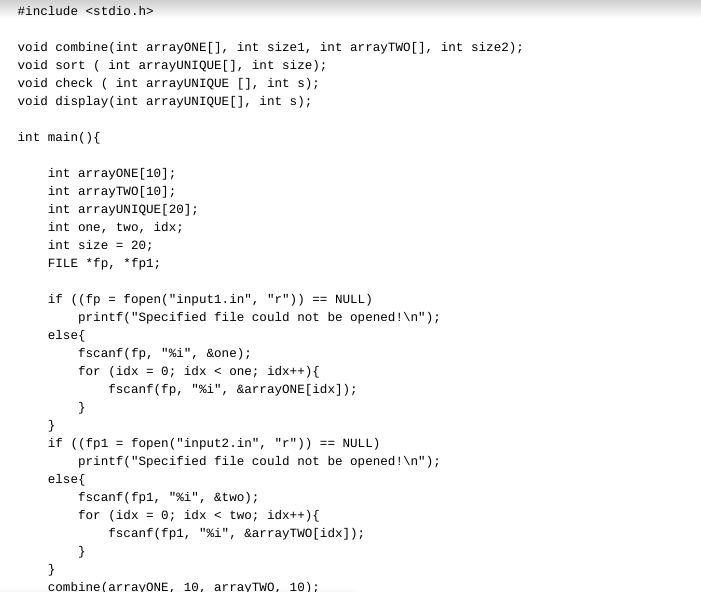 #include <stdio.h>

void combine(int arrayONE[], int size1, int arrayTWO[], int size2);
void sort ( int arrayUNIQUE[], int size);
void check ( int arrayUNIQUE [], int s);
void display(int arrayUNIQUE[], int s);

int main(){

    int arrayONE[10];
    int arrayTWO[10];
    int arrayUNIQUE[20];
    int one, two, idx;
    int size = 20;
    FILE *fp, *fp1;

    if ((fp = fopen("input1.in", "r")) == NULL)
        printf("Specified file could not be opened!\n");
    else{
        fscanf(fp, "%i", &one);
        for (idx = 0; idx < one; idx++){
            fscanf(fp, "%i", &arrayONE[idx]);
        }
    }
    if ((fp1 = fopen("input2.in", "r")) == NULL)
        printf("Specified file could not be opened!\n");
    else{
        fscanf(fp1, "%i", &two);
        for (idx = 0; idx < two; idx++){
            fscanf(fp1, "%i", &arrayTWO[idx]);
        }
    }
    combine(arrayONE, 10, arrayTWO, 10);